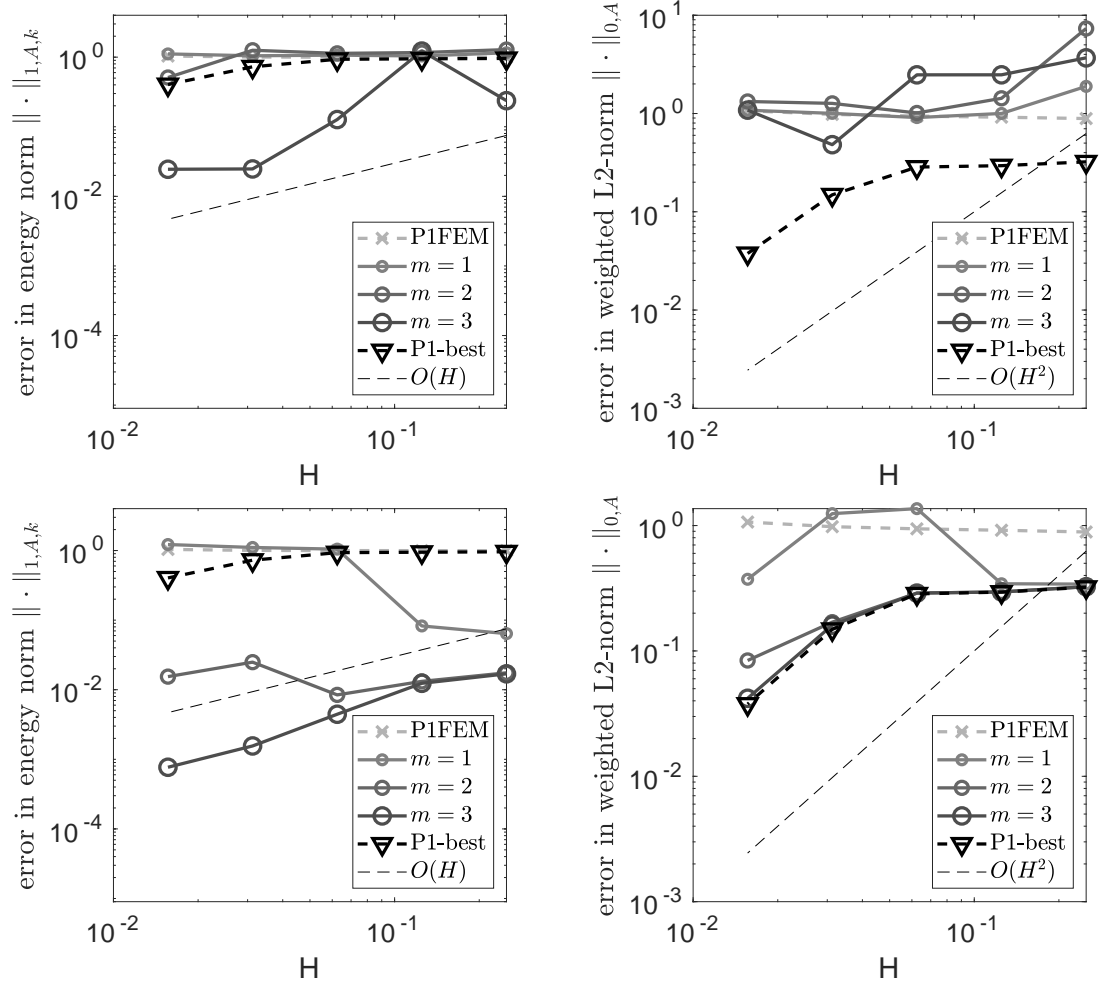 error in energy norm ‖ · ‖1,A,k
10^0
10^-2
10^-4
P1FEM
m = 1
m = 2
m = 3
P1-best
O(H)
10^-2
10^-1
H
error in weighted L2-norm ‖ · ‖0,A
10^1
10^0
10^-1
10^-2
10^-3
P1FEM
m = 1
m = 2
m = 3
P1-best
O(H^2)
10^-2
10^-1
H
error in energy norm ‖ · ‖1,A,k
10^0
10^-2
10^-4
P1FEM
m = 1
m = 2
m = 3
P1-best
O(H)
10^-2
10^-1
H
error in weighted L2-norm ‖ · ‖0,A
10^0
10^-1
10^-2
10^-3
P1FEM
m = 1
m = 2
m = 3
P1-best
O(H^2)
10^-2
10^-1
H